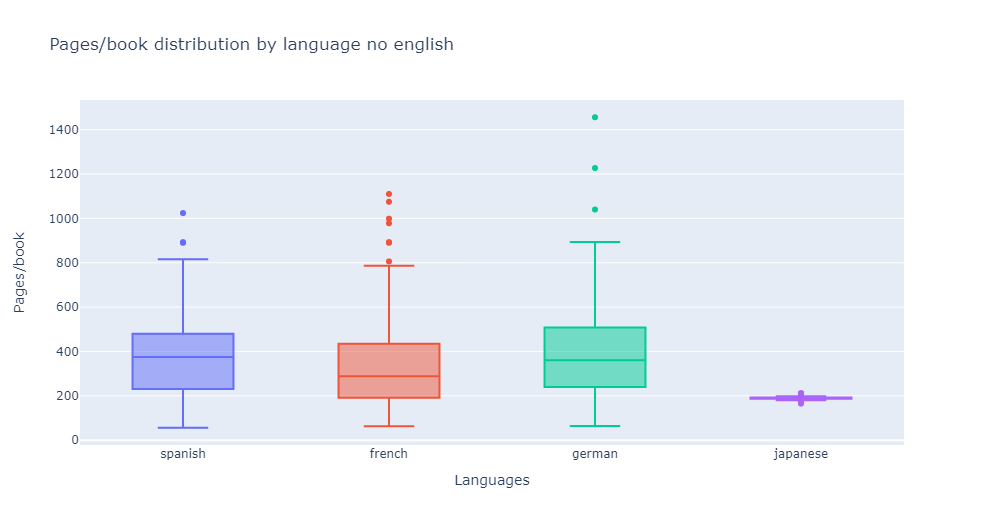 Pages/book distribution by language no english
Pages/book
1400
1200
1000
800
600
400
200
0
spanish
french
german
japanese
Languages